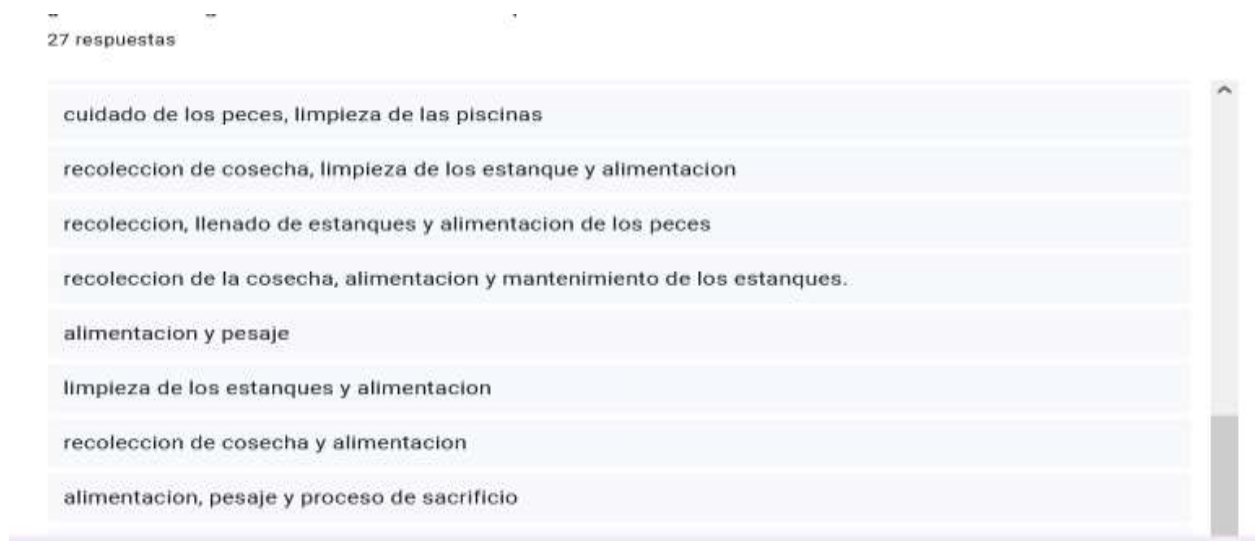 27 respuestas
cuidado de los peces, limpieza de las piscinas
recoleccion de cosecha, limpieza de los estanque y alimentacion
recoleccion, llenado de estanques y alimentacion de los peces
recoleccion de la cosecha, alimentacion y mantenimiento de los estanques.
alimentacion y pesaje
limpieza de los estanques y alimentacion
recoleccion de cosecha y alimentacion
alimentacion, pesaje y proceso de sacrificio